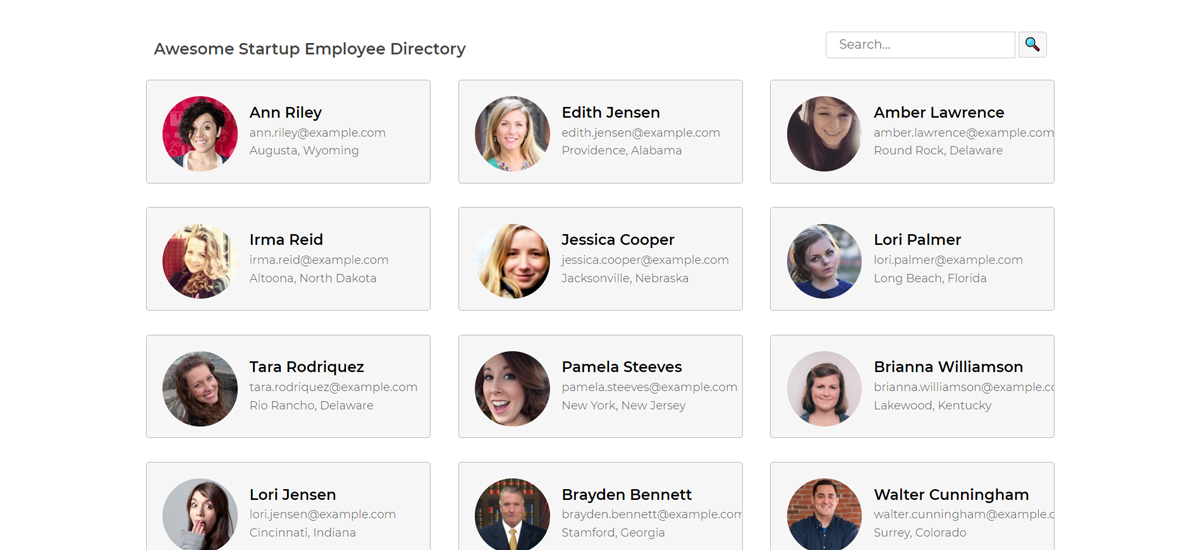 Awesome Startup Employee Directory
Search...
Ann Riley
ann.riley@example.com
Augusta, Wyoming
Edith Jensen
edith.jensen@example.com
Providence, Alabama
Amber Lawrence
amber.lawrence@example.com
Round Rock, Delaware
Irma Reid
irma.reid@example.com
Altoona, North Dakota
Jessica Cooper
jessica.cooper@example.com
Jacksonville, Nebraska
Lori Palmer
lori.palmer@example.com
Long Beach, Florida
Tara Rodriquez
tara.rodriquez@example.com
Rio Rancho, Delaware
Pamela Steeves
pamela.steeves@example.com
New York, New Jersey
Brianna Williamson
brianna.williamson@example.c
Lakewood, Kentucky
Lori Jensen
lori.jensen@example.com
Cincinnati, Indiana
Brayden Bennett
brayden.bennett@example.com
Stamford, Georgia
Walter Cunningham
walter.cunningham@example.c
Surrey, Colorado